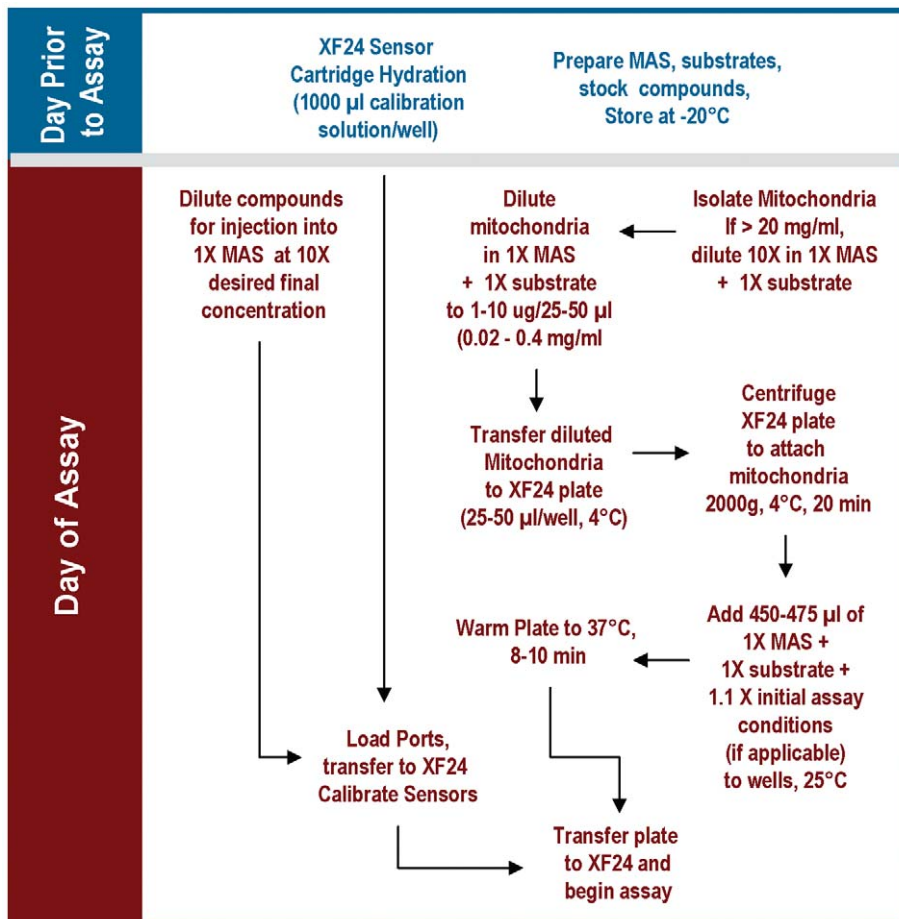 Day Prior
to Assay
XF24 Sensor
Cartridge Hydration
(1000 µl calibration
solution/well)
Prepare MAS, substrates,
stock compounds,
Store at -20°C
Day of Assay
Dilute compounds
for injection into
1X MAS at 10X
desired final
concentration
Dilute
mitochondria
in 1X MAS
+ 1X substrate
to 1-10 ug/25-50 µl
(0.02 - 0.4 mg/ml
Isolate Mitochondria
If > 20 mg/ml,
dilute 10X in 1X MAS
+ 1X substrate
Transfer diluted
Mitochondria
to XF24 plate
(25-50 µl/well, 4°C)
Centrifuge
XF24 plate
to attach
mitochondria
2000g, 4°C, 20 min
Warm Plate to 37°C,
8-10 min
Add 450-475 µl of
1X MAS +
1X substrate +
1.1 X initial assay
conditions
(if applicable)
to wells, 25°C
Load Ports,
transfer to XF24
Calibrate Sensors
Transfer plate
to XF24 and
begin assay